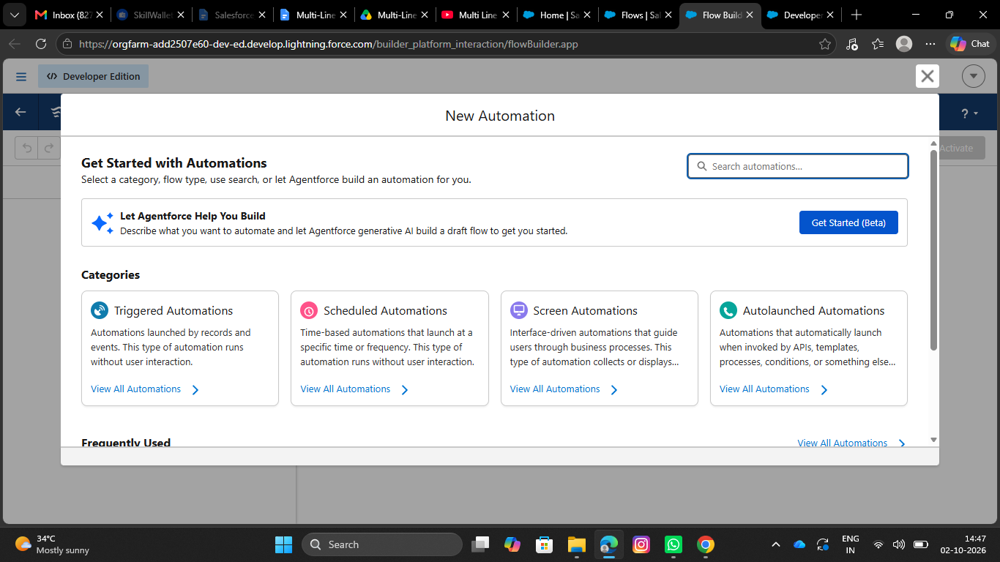 Inbox (827
SkillWallet
Salesforce
Multi-Line
Multi-Line
Multi Line
Home | Sa
Flows | Sal
Flow Build
Developer
https://orgfarm-add2507e60-dev-ed.develop.lightning.force.com/builder_platform_interaction/flowBuilder.app
Chat
</> Developer Edition
New Automation
?
Activate
Get Started with Automations
Select a category, flow type, use search, or let Agentforce build an automation for you.
Search automations...
Let Agentforce Help You Build
Describe what you want to automate and let Agentforce generative AI build a draft flow to get you started.
Get Started (Beta)
Categories
Triggered Automations
Automations launched by records and
events. This type of automation runs
without user interaction.
View All Automations
Scheduled Automations
Time-based automations that launch at a
specific time or frequency. This type of
automation runs without user interaction.
View All Automations
Screen Automations
Interface-driven automations that guide
users through business processes. This
type of automation collects or displays...
View All Automations
Autolaunched Automations
Automations that automatically launch
when invoked by APIs, templates,
processes, conditions, or something else...
View All Automations
Frequently Used
View All Automations
34°C
Mostly sunny
Search
ENG
IN
14:47
02-10-2026